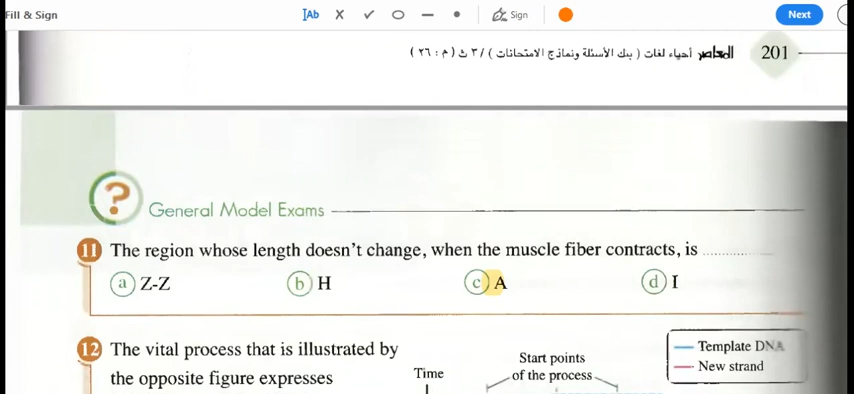 Fill & Sign
Ab
Sign
Next
المعاصر أحياء لغات ( بنك الأسئلة ونماذج الامتحانات ) / ٣ ث ( م : ٢٦ )
201
?
General Model Exams
11 The region whose length doesn't change, when the muscle fiber contracts, is ...............
a Z-Z
b H
c A
d I
12 The vital process that is illustrated by
the opposite figure expresses
Time
Start points
of the process
Template DNA
New strand